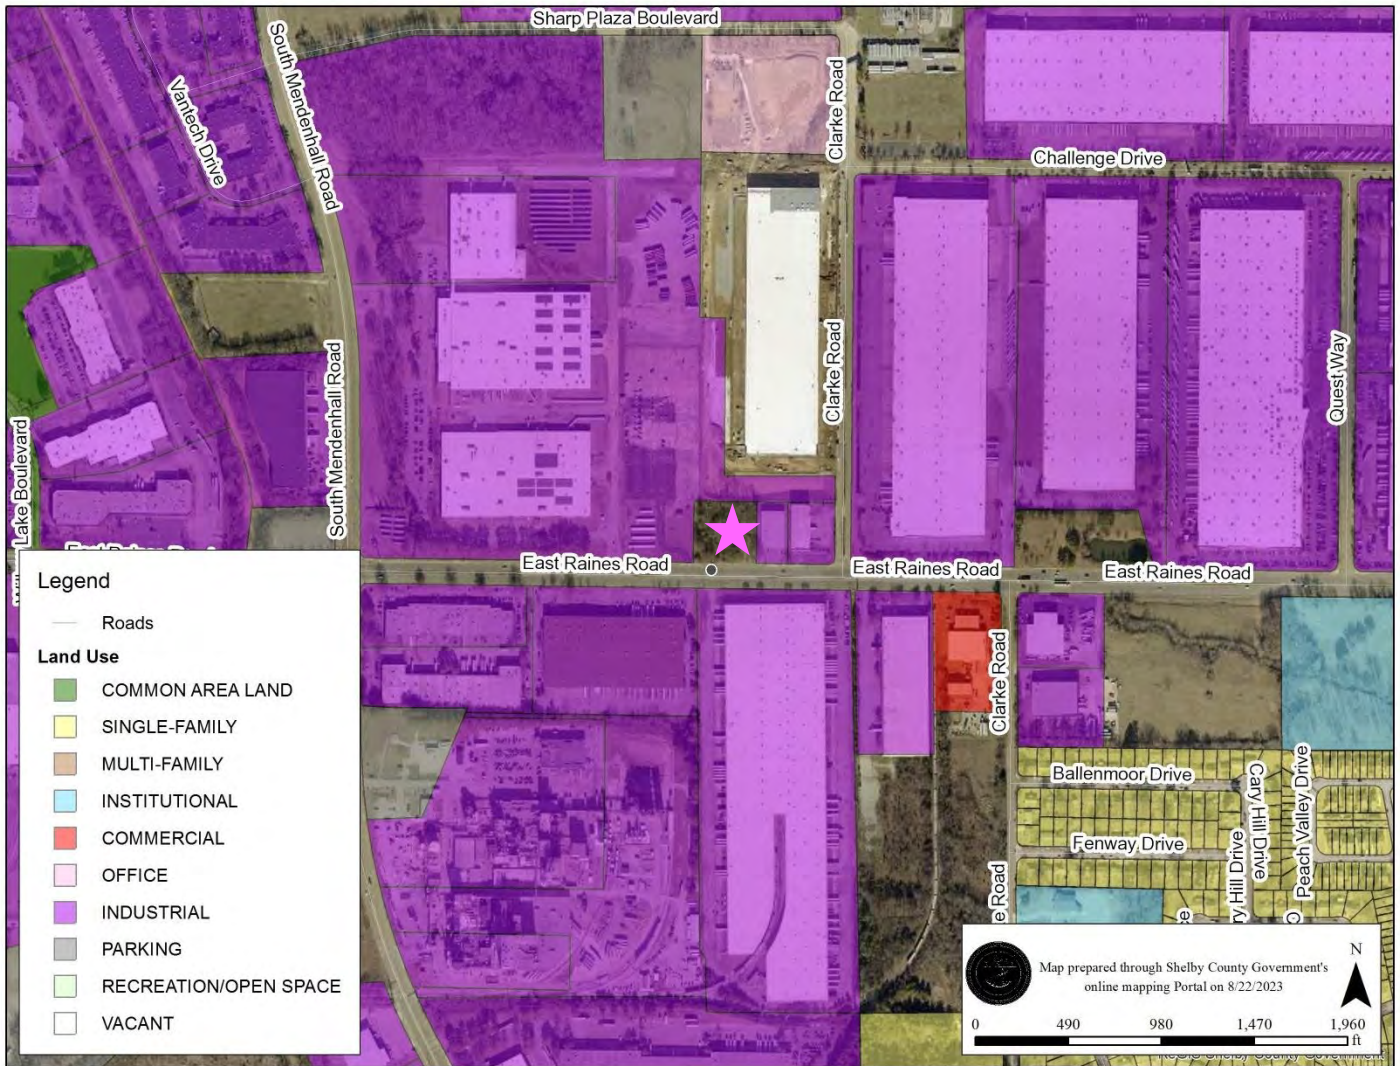 Sharp Plaza Boulevard
South Mendenhall Road
Vantech Drive
Clarke Road
Challenge Drive
South Mendenhall Road
Clarke Road
Quest Way
Lake Boulevard
East Raines Road
East Raines Road
East Raines Road
Clarke Road
Ballenmoor Drive
Cary Hill Drive
Peach Valley Drive
Fenway Drive
Hill Drive
Road
Legend
Roads
Land Use
COMMON AREA LAND
SINGLE-FAMILY
MULTI-FAMILY
INSTITUTIONAL
COMMERCIAL
OFFICE
INDUSTRIAL
PARKING
RECREATION/OPEN SPACE
VACANT
Map prepared through Shelby County Government's
online mapping Portal on 8/22/2023
N
0 490 980 1,470 1,960
ft